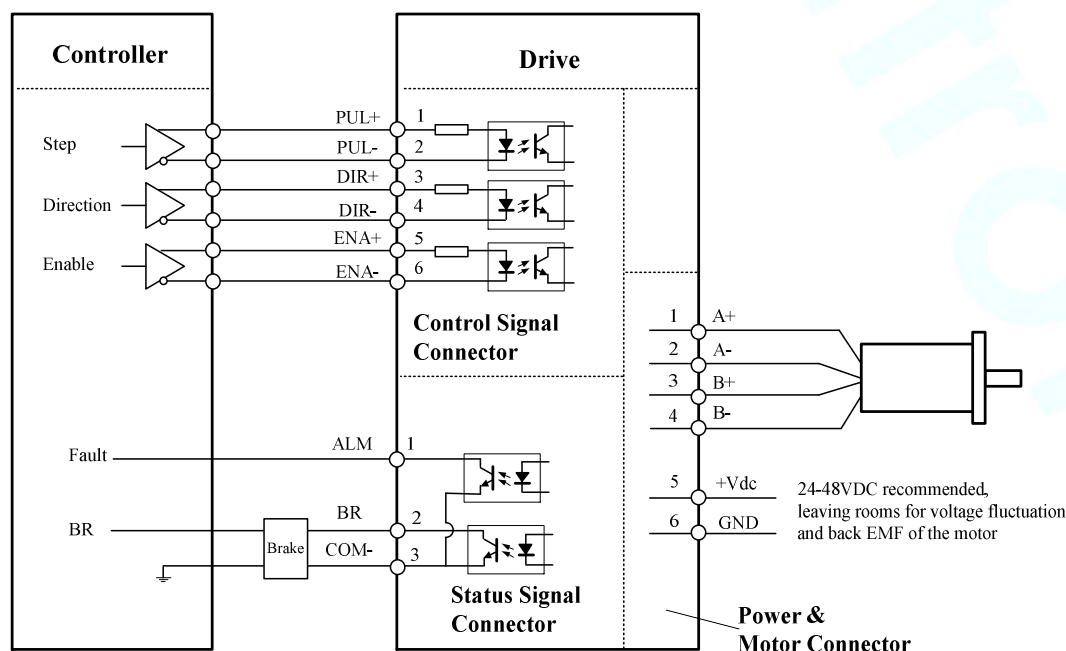 Controller
Drive
Step
PUL+
1
PUL-
2
Direction
DIR+
3
DIR-
4
Enable
ENA+
5
ENA-
6
Control Signal
Connector
1
A+
2
A-
3
B+
4
B-
Fault
ALM
1
BR
BR
2
Brake
COM-
3
Status Signal
Connector
5
+Vdc
6
GND
24-48VDC recommended,
leaving rooms for voltage fluctuation
and back EMF of the motor
Power &
Motor Connector